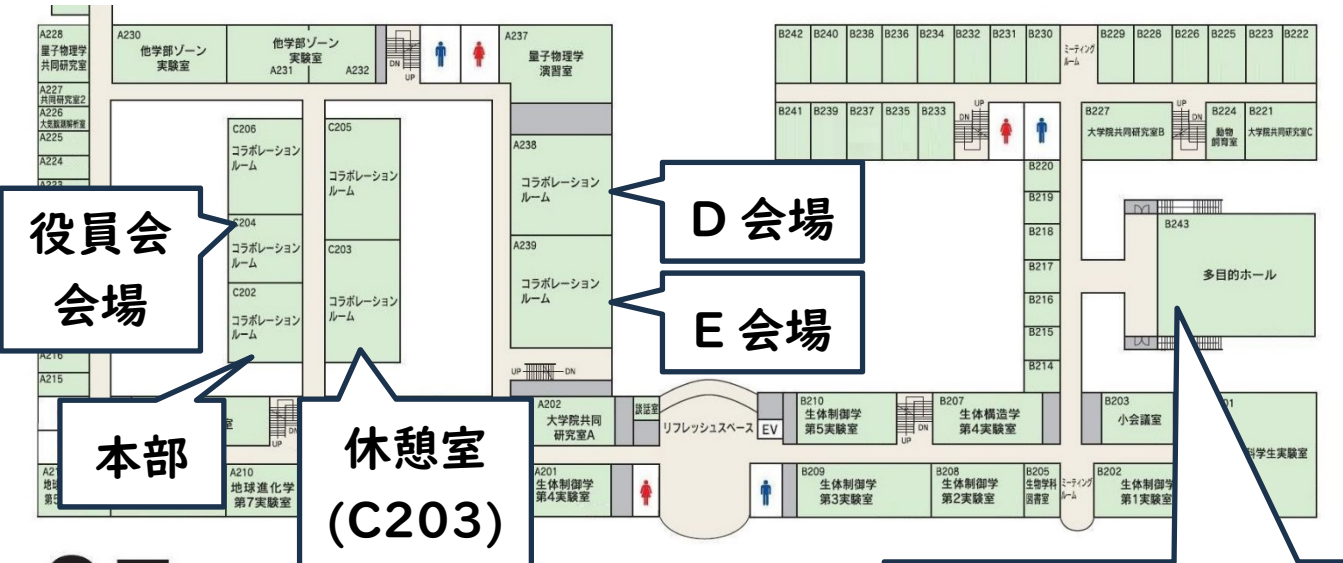 A228
量子物理学
共同研究室
A230
他学部ゾーン
実験室
他学部ゾーン
実験室
A231
A232
DN
UP
A237
量子物理学
演習室
A227
共同研究室2
A226
A225
A224
C206
コラボレーション
ルーム
C205
コラボレーション
ルーム
A238
コラボレーション
ルーム
C204
コラボレーション
ルーム
C203
コラボレーション
ルーム
A239
コラボレーション
ルーム
C202
コラボレーション
ルーム
役員会
会場
D 会場
E 会場
本部
休憩室
(C203)
A216
A215
UP
DN
DN
UP
A202
大学院共同
研究室A
談話室
リフレッシュスペース
EV
A210
地球進化学
第7実験室
A201
生体制御学
第4実験室
B242
B240
B238
B236
B234
B232
B231
B230
ミーティング
ルーム
B229
B228
B226
B225
B223
B222
B241
B239
B237
B235
B233
UP
DN
B227
大学院共同研究室B
UP
DN
B224
動物
飼育室
B221
大学院共同研究室C
B220
B219
B218
B217
B216
B215
B214
B243
多目的ホール
B210
生体制御学
第5実験室
UP
DN
B207
生体構造学
第4実験室
B203
小会議室
科学生実験室
B209
生体制御学
第3実験室
B208
生体制御学
第2実験室
B205
生物学科
図書室
ミーティング
ルーム
B202
生体制御学
第1実験室